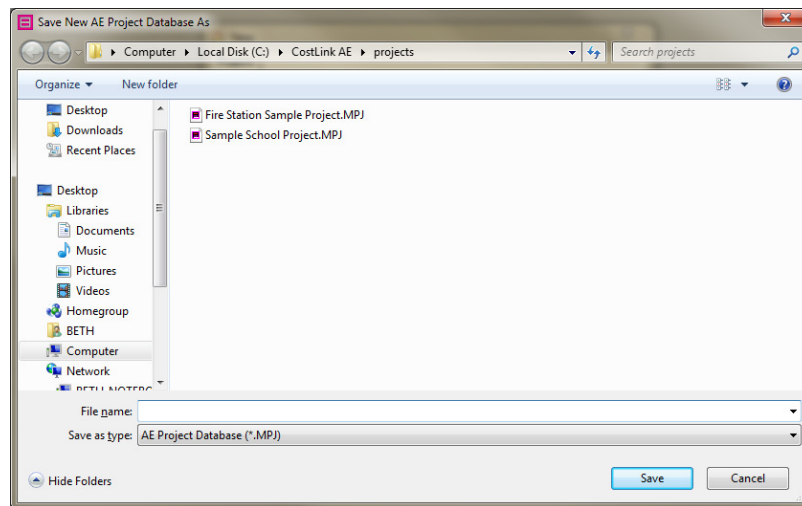 Save New AE Project Database As
Computer Local Disk (C:) CostLink AE projects
Search projects
Organize
New folder
Desktop
Downloads
Recent Places
Desktop
Libraries
Documents
Music
Pictures
Videos
Homegroup
BETH
Computer
Network
Fire Station Sample Project.MPJ
Sample School Project.MPJ
File name:
Save as type: AE Project Database (*.MPJ)
Hide Folders
Save
Cancel